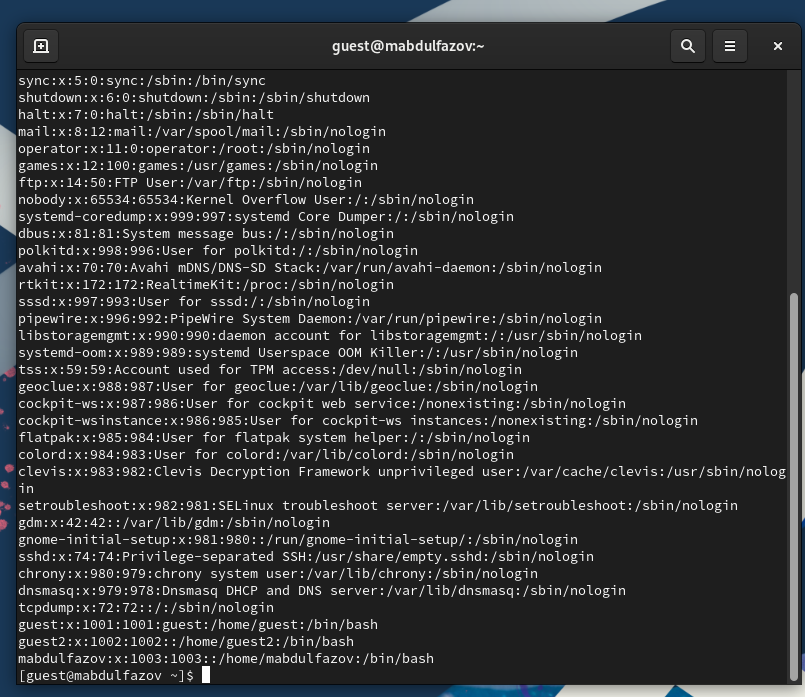 guest@mabdulfazov:~
sync:x:5:0:sync:/sbin:/bin/sync
shutdown:x:6:0:shutdown:/sbin:/sbin/shutdown
halt:x:7:0:halt:/sbin:/sbin/halt
mail:x:8:12:mail:/var/spool/mail:/sbin/nologin
operator:x:11:0:operator:/root:/sbin/nologin
games:x:12:100:games:/usr/games:/sbin/nologin
ftp:x:14:50:FTP User:/var/ftp:/sbin/nologin
nobody:x:65534:65534:Kernel Overflow User:/:/sbin/nologin
systemd-coredump:x:999:997:systemd Core Dumper:/:/sbin/nologin
dbus:x:81:81:System message bus:/:/sbin/nologin
polkitd:x:998:996:User for polkitd:/:/sbin/nologin
avahi:x:70:70:Avahi mDNS/DNS-SD Stack:/var/run/avahi-daemon:/sbin/nologin
rtkit:x:172:172:RealtimeKit:/proc:/sbin/nologin
sssd:x:997:993:User for sssd:/:/sbin/nologin
pipewire:x:996:992:PipeWire System Daemon:/var/run/pipewire:/sbin/nologin
libstoragemgmt:x:990:990:daemon account for libstoragemgmt:/:/usr/sbin/nologin
systemd-oom:x:989:989:systemd Userspace OOM Killer:/:/usr/sbin/nologin
tss:x:59:59:Account used for TPM access:/dev/null:/sbin/nologin
geoclue:x:988:987:User for geoclue:/var/lib/geoclue:/sbin/nologin
cockpit-ws:x:987:986:User for cockpit web service:/nonexisting:/sbin/nologin
cockpit-wsinstance:x:986:985:User for cockpit-ws instances:/nonexisting:/sbin/nologin
flatpak:x:985:984:User for flatpak system helper:/:/sbin/nologin
colord:x:984:983:User for colord:/var/lib/colord:/sbin/nologin
clevis:x:983:982:Clevis Decryption Framework unprivileged user:/var/cache/clevis:/usr/sbin/nolog
in
setroubleshoot:x:982:981:SELinux troubleshoot server:/var/lib/setroubleshoot:/sbin/nologin
gdm:x:42:42::/var/lib/gdm:/sbin/nologin
gnome-initial-setup:x:981:980::/run/gnome-initial-setup/:/sbin/nologin
sshd:x:74:74:Privilege-separated SSH:/usr/share/empty.sshd:/sbin/nologin
chrony:x:980:979:chrony system user:/var/lib/chrony:/sbin/nologin
dnsmasq:x:979:978:Dnsmasq DHCP and DNS server:/var/lib/dnsmasq:/sbin/nologin
tcpdump:x:72:72::/:/sbin/nologin
guest:x:1001:1001:guest:/home/guest:/bin/bash
guest2:x:1002:1002::/home/guest2:/bin/bash
mabdulfazov:x:1003:1003::/home/mabdulfazov:/bin/bash
[guest@mabdulfazov ~]$